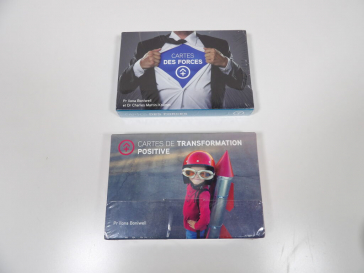 CARTES
DES FORCES
Pr Ilona Boniwell
et Dr Charles Martin-Krumm
CARTES DE TRANSFORMATION
POSITIVE
Pr Ilona Boniwell